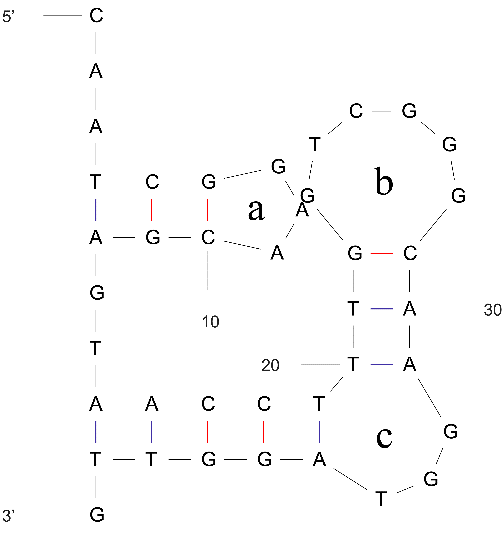 5’ C
A
C G
A
T G
G
T C G b
G G
a A
A G C
A G C
G
T A 30
10
T
20 T A
A A C C T
c G
T T G G A
G
T
3’ G